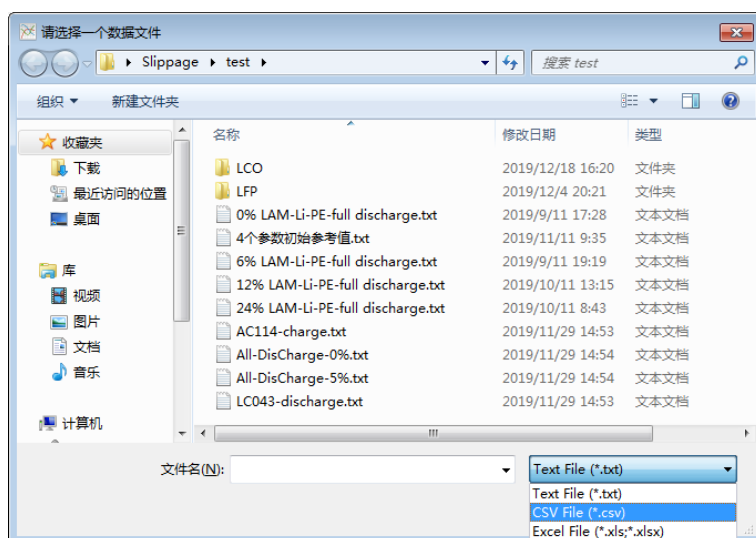 请选择一个数据文件
Slippage test
搜索 test
组织 新建文件夹
名称 修改日期 类型
收藏夹
下载
最近访问的位置
桌面
库
视频
图片
文档
音乐
计算机
LCO 2019/12/18 16:20 文件夹
LFP 2019/12/4 20:21 文件夹
0% LAM-Li-PE-full discharge.txt 2019/9/11 17:28 文本文档
4个参数初始参考值.txt 2019/11/11 9:35 文本文档
6% LAM-Li-PE-full discharge.txt 2019/9/11 19:19 文本文档
12% LAM-Li-PE-full discharge.txt 2019/10/11 13:15 文本文档
24% LAM-Li-PE-full discharge.txt 2019/10/11 8:43 文本文档
AC114-charge.txt 2019/11/29 14:53 文本文档
All-DisCharge-0%.txt 2019/11/29 14:54 文本文档
All-DisCharge-5%.txt 2019/11/29 14:54 文本文档
LC043-discharge.txt 2019/11/29 14:53 文本文档
文件名(N): Text File (*.txt)
Text File (*.txt)
CSV File (*.csv)
Excel File (*.xls;*.xlsx)